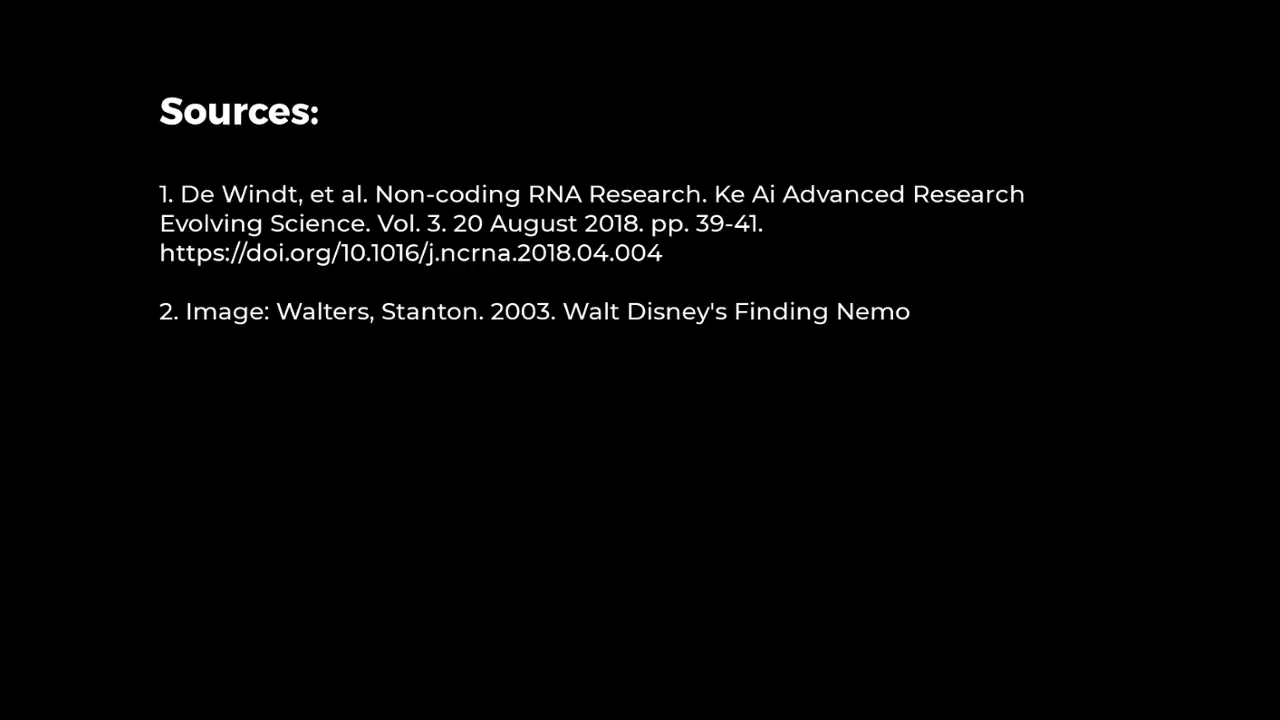 Sources:
1. De Windt, et al. Non-coding RNA Research. Ke Ai Advanced Research
Evolving Science. Vol. 3. 20 August 2018. pp. 39-41.
https://doi.org/10.1016/j.ncrna.2018.04.004
2. Image: Walters, Stanton. 2003. Walt Disney's Finding Nemo